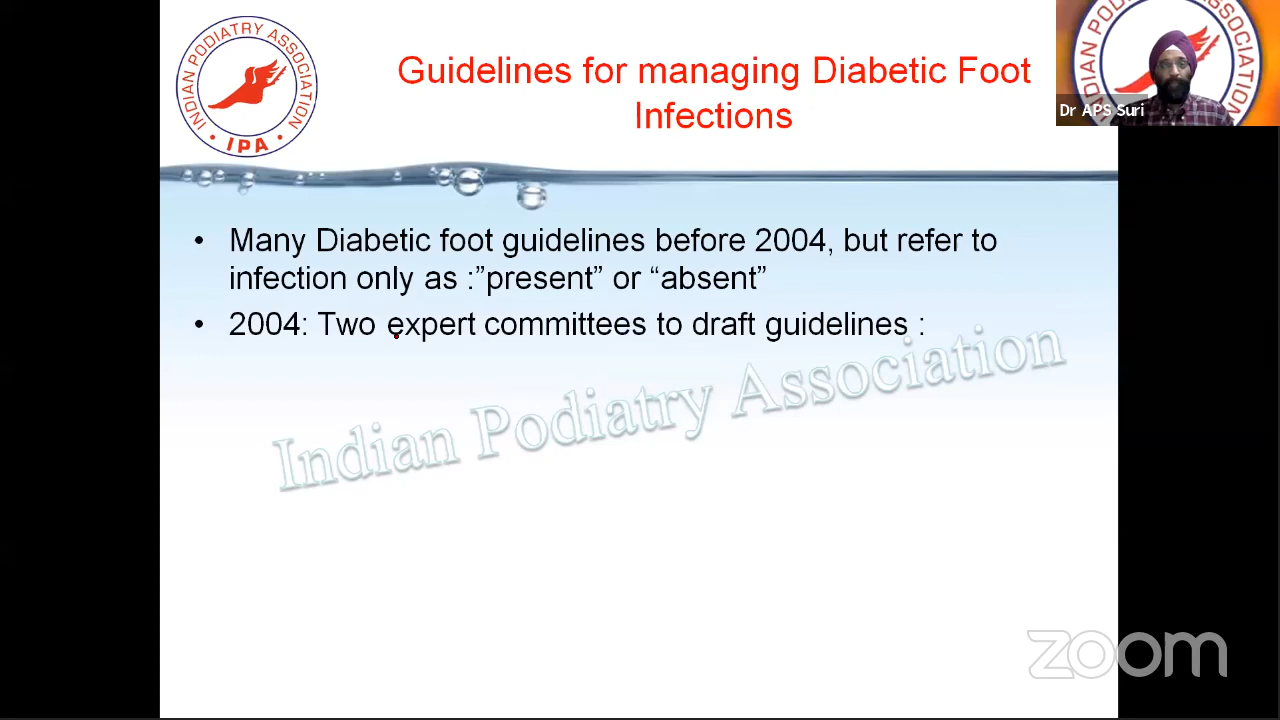 INDIAN PODIATRY ASSOCIATION
• IPA •
Guidelines for managing Diabetic Foot
Infections
Dr APS Suri
• Many Diabetic foot guidelines before 2004, but refer to
infection only as :”present” or “absent”
• 2004: Two expert committees to draft guidelines :
Indian Podiatry Association
zoom